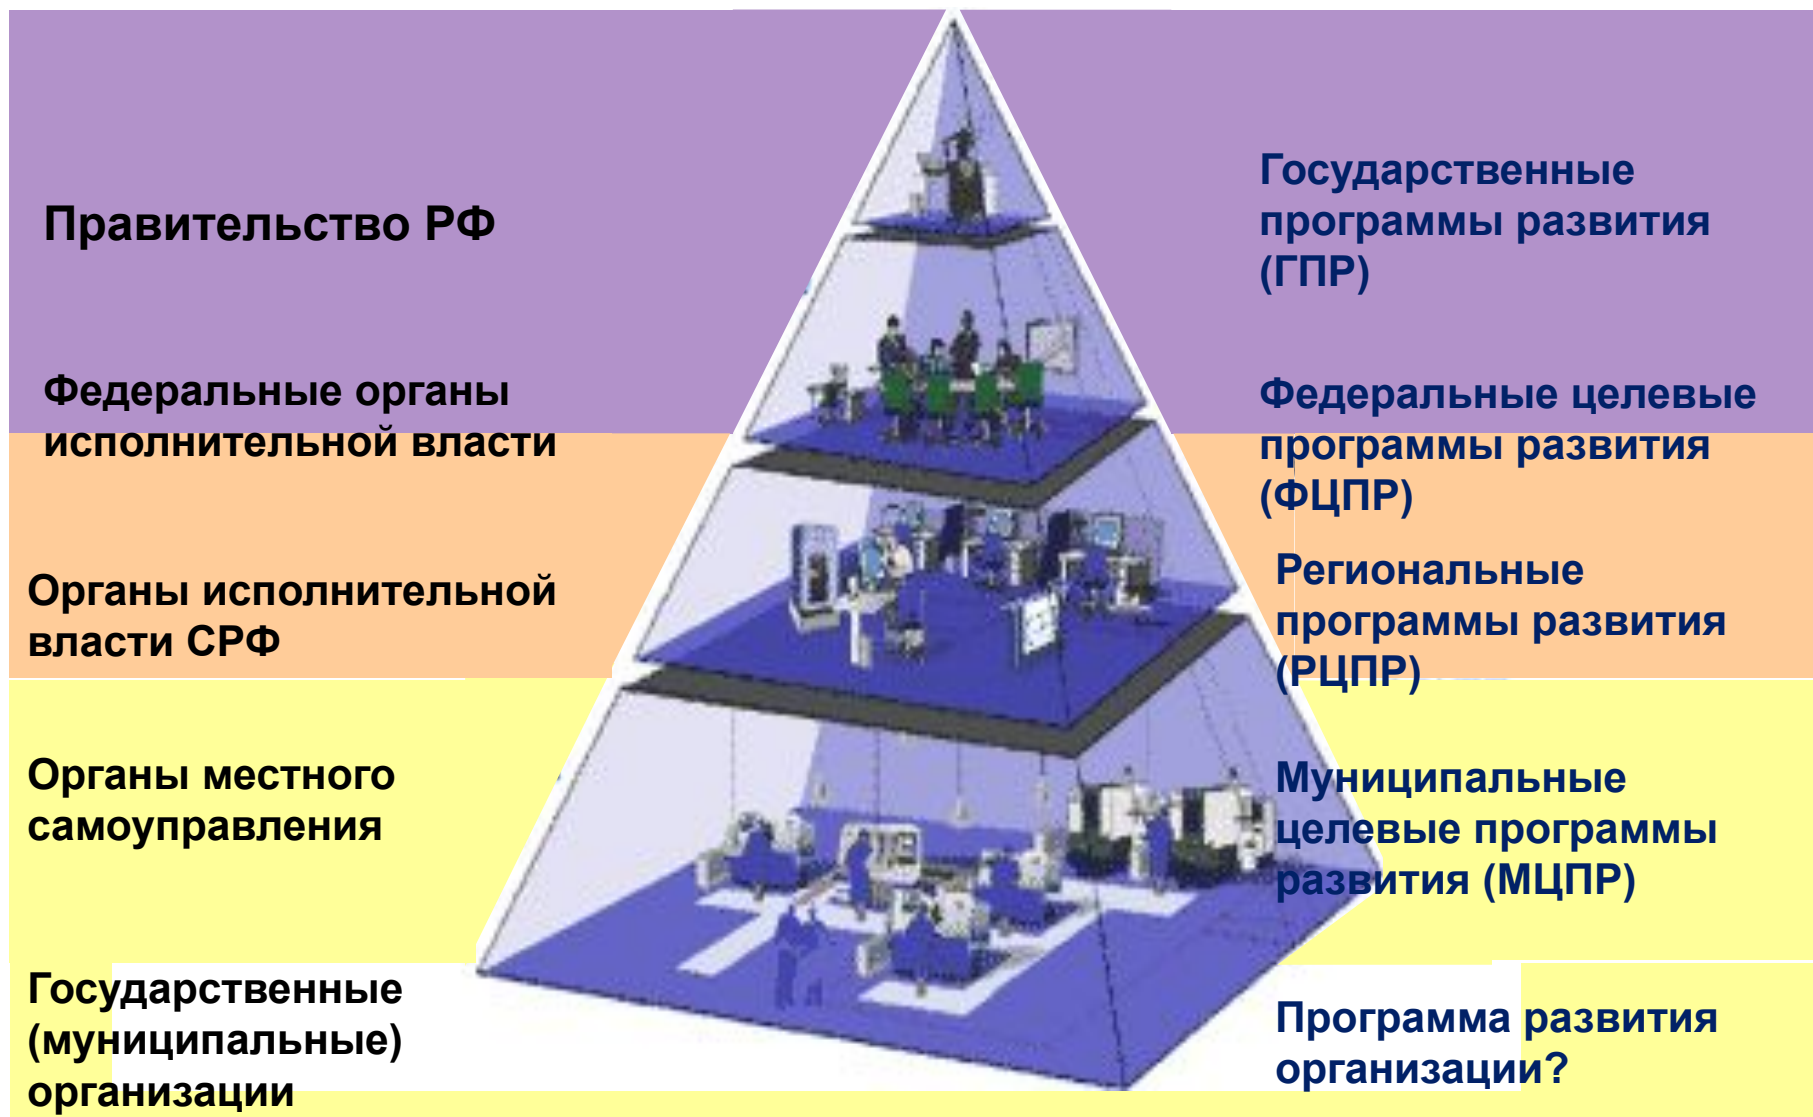 Правительство РФ
Государственные
программы развития
(ГПР)
Федеральные органы
исполнительной власти
Федеральные целевые
программы развития
(ФЦПР)
Органы исполнительной
власти СРФ
Региональные
программы развития
(РЦПР)
Органы местного
самоуправления
Муниципальные
целевые программы
развития (МЦПР)
Государственные
(муниципальные)
организации
Программа развития
организации?